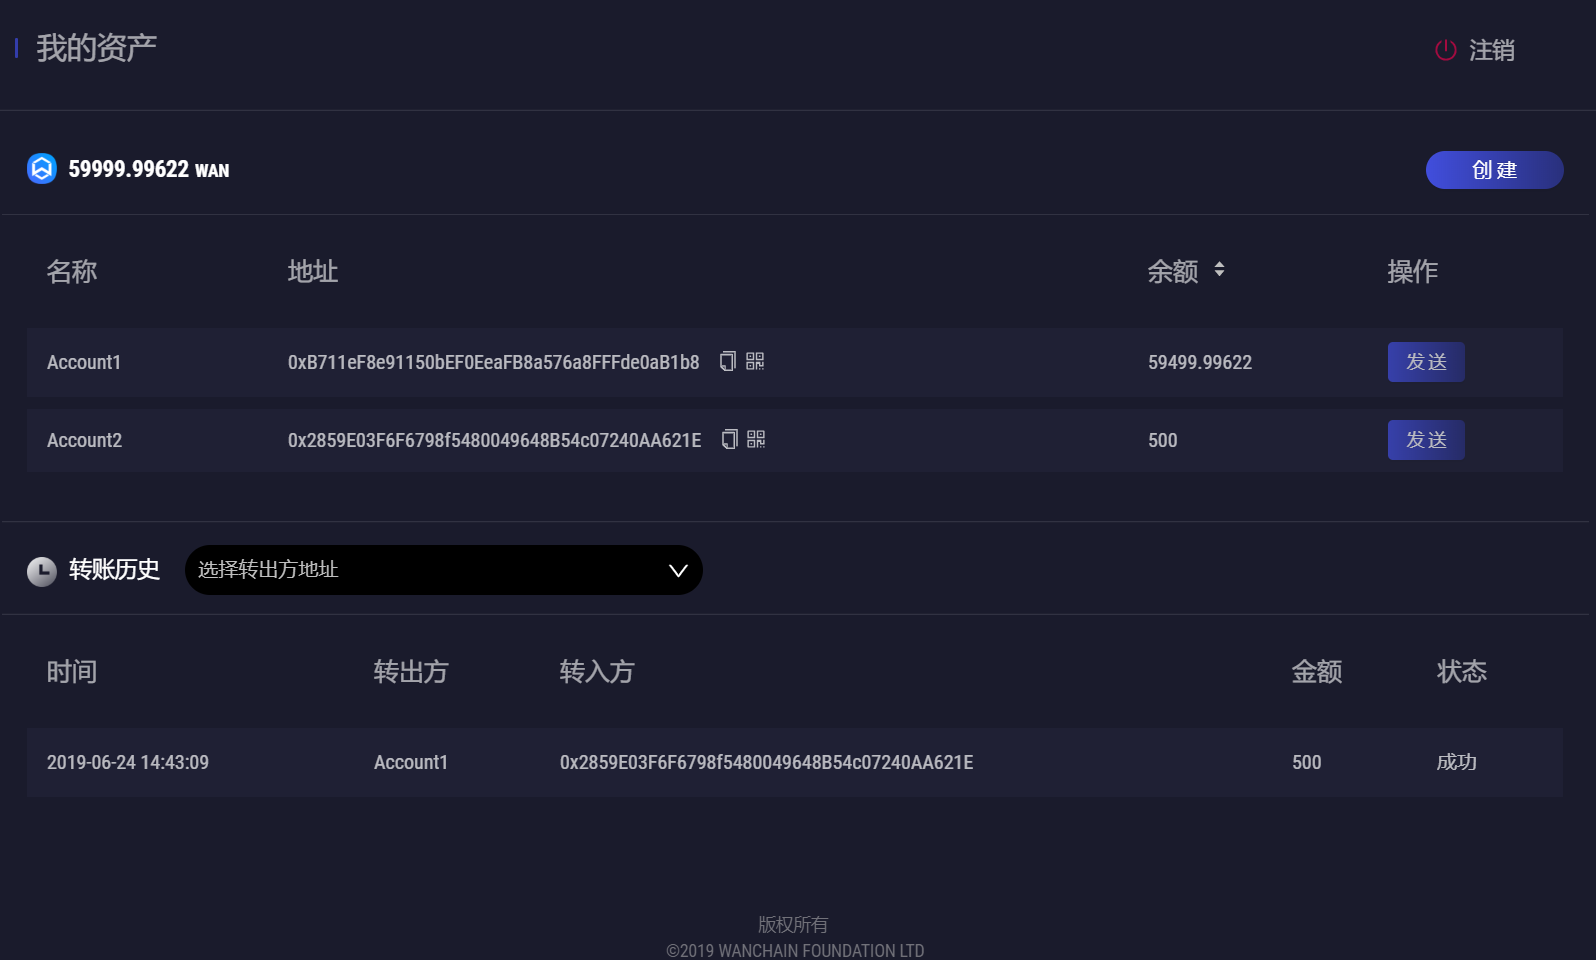 我的资产
注销
59999.99622 WAN
创建
名称 地址 余额 操作
Account1 0xB711eF8e91150bEF0EeaFB8a576a8FFFde0aB1b8 59499.99622 发送
Account2 0x2859E03F6F6798f5480049648B54c07240AA621E 500 发送
转账历史 选择转出方地址
时间 转出方 转入方 金额 状态
2019-06-24 14:43:09 Account1 0x2859E03F6F6798f5480049648B54c07240AA621E 500 成功
版权所有
©2019 WANCHAIN FOUNDATION LTD